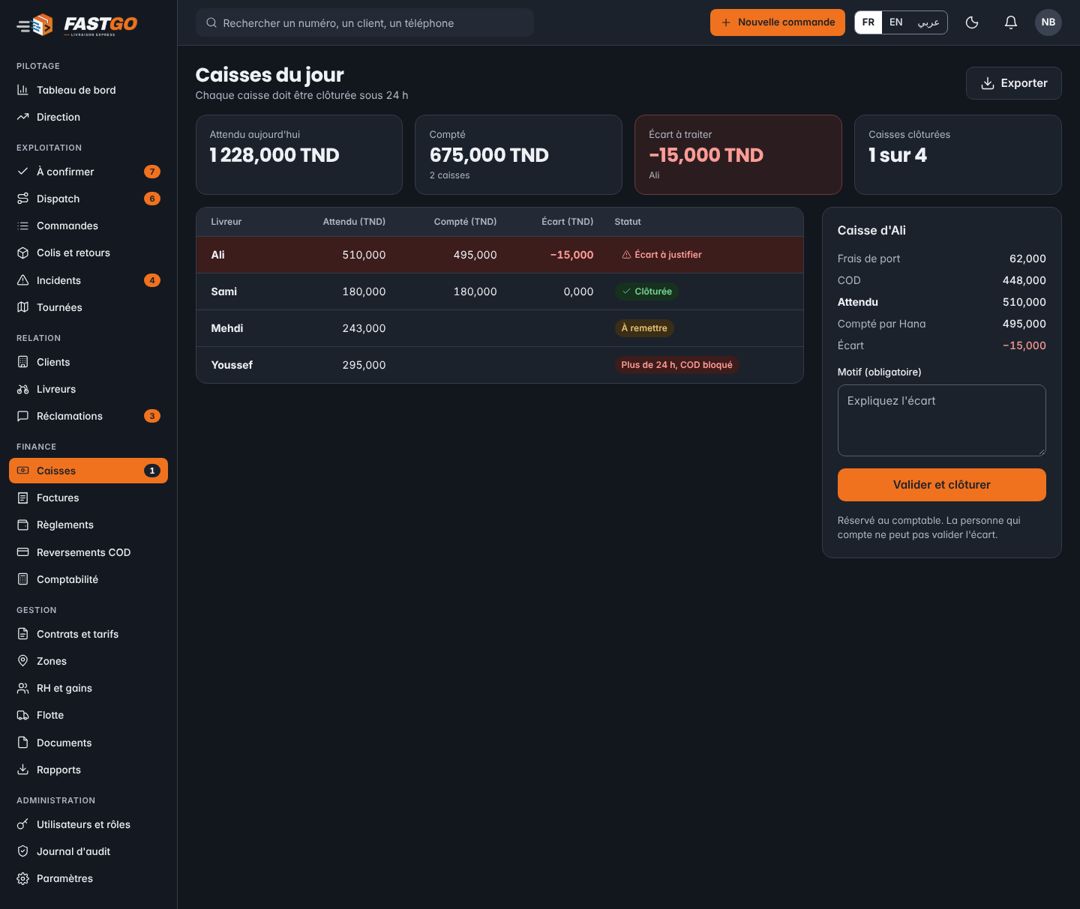 FASTGO
LIVRAISON EXPRESS
Rechercher un numéro, un client, un téléphone
Nouvelle commande
FR EN عربي
NB
PILOTAGE
Tableau de bord
Direction
EXPLOITATION
À confirmer 7
Dispatch 6
Commandes
Colis et retours
Incidents 4
Tournées
RELATION
Clients
Livreurs
Réclamations 3
FINANCE
Caisses 1
Factures
Règlements
Reversements COD
Comptabilité
GESTION
Contrats et tarifs
Zones
RH et gains
Flotte
Documents
Rapports
ADMINISTRATION
Utilisateurs et rôles
Journal d'audit
Paramètres
Caisses du jour
Chaque caisse doit être clôturée sous 24 h
Exporter
Attendu aujourd'hui
1 228,000 TND
Compté
675,000 TND
2 caisses
Écart à traiter
−15,000 TND
Ali
Caisses clôturées
1 sur 4
Livreur Attendu (TND) Compté (TND) Écart (TND) Statut
Ali 510,000 495,000 −15,000 Écart à justifier
Sami 180,000 180,000 0,000 Clôturée
Mehdi 243,000 À remettre
Youssef 295,000 Plus de 24 h, COD bloqué
Caisse d'Ali
Frais de port 62,000
COD 448,000
Attendu 510,000
Compté par Hana 495,000
Écart −15,000
Motif (obligatoire)
Expliquez l'écart
Valider et clôturer
Réservé au comptable. La personne qui
compte ne peut pas valider l'écart.